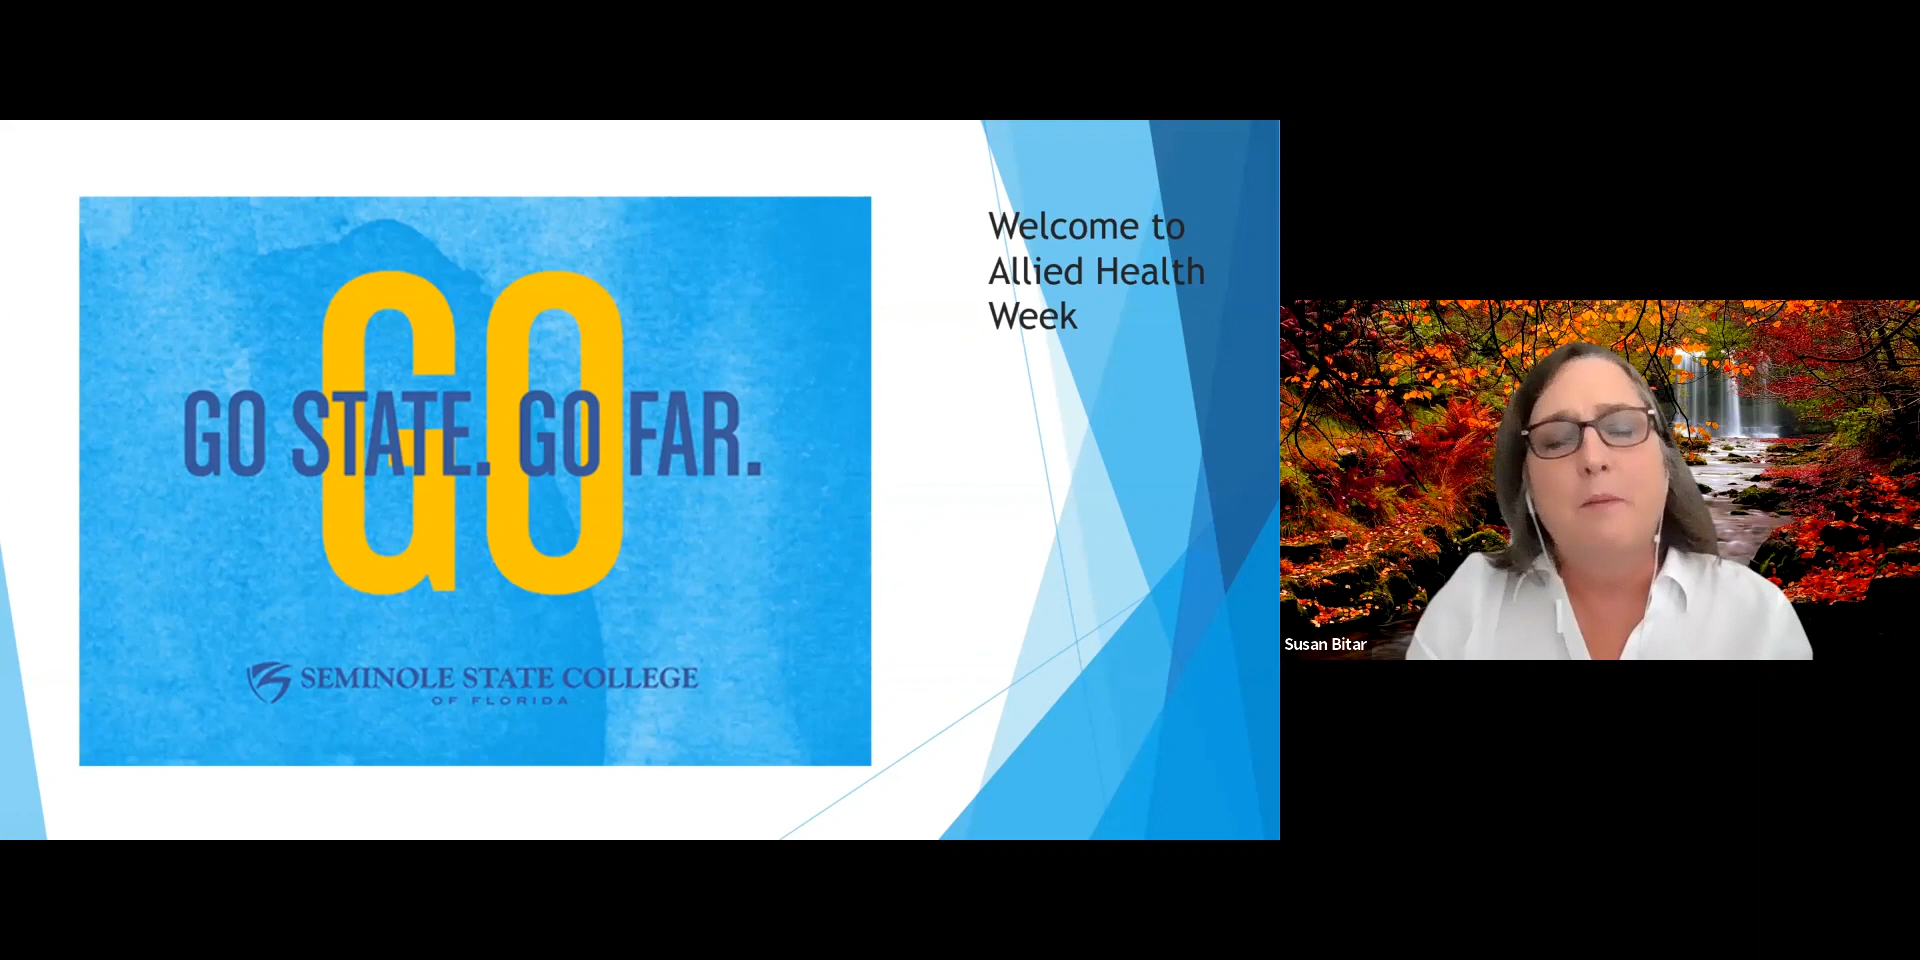 GO
GO STATE. GO FAR.
SEMINOLE STATE COLLEGE
OF FLORIDA
Welcome to
Allied Health
Week
Susan Bitar